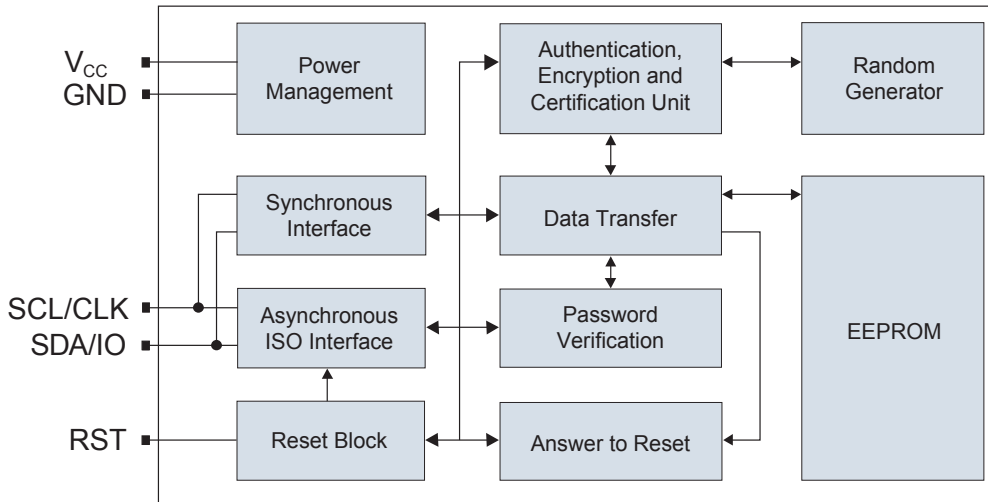 V_CC
GND
Power
Management
Authentication,
Encryption and
Certification Unit
Random
Generator
Synchronous
Interface
Data Transfer
SCL/CLK
SDA/IO
Asynchronous
ISO Interface
Password
Verification
EEPROM
RST
Reset Block
Answer to Reset